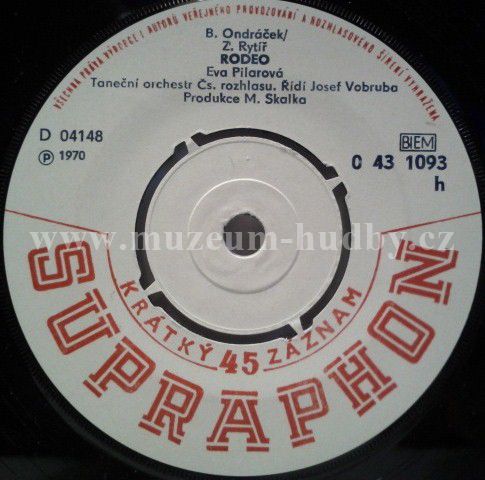 VŠECHNA PRÁVA VÝROBCE I AUTORŮ VEŘEJNÉHO PROVOZOVÁNÍ A ROZHLASOVÉHO ŠÍŘENÍ VYHRAŽENA
B. Ondráček/
Z. Rytíř
RODEO
Eva Pilarová
Taneční orchestr Čs. rozhlasu. Řídí Josef Vobruba
Produkce M. Skalka
D 04148
Ⓟ 1970
BIEM
0 43 1093
h
www.muzeum-hudby.cz
KRÁTKÝ 45 ZÁZNAM
SUPRAPHON